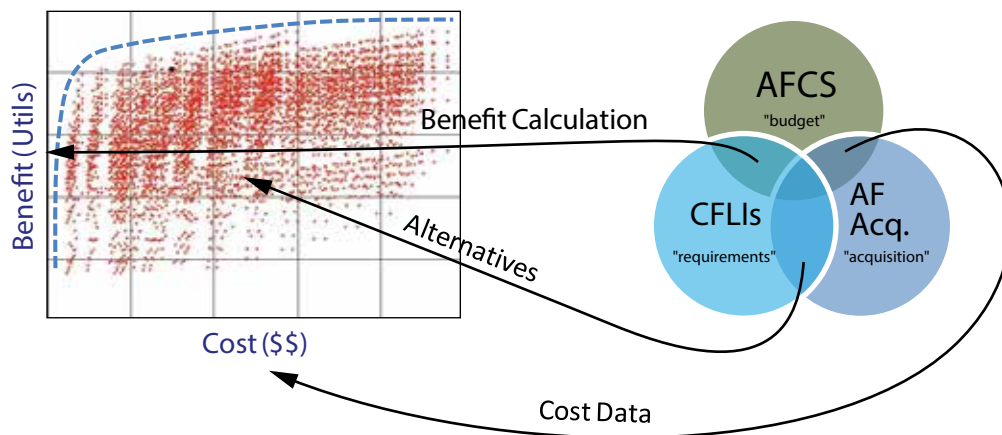 Benefit (Utils)
Cost ($$)
Benefit Calculation
Alternatives
Cost Data
AFCS
"budget"
CFLIs
"requirements"
AF
Acq.
"acquisition"